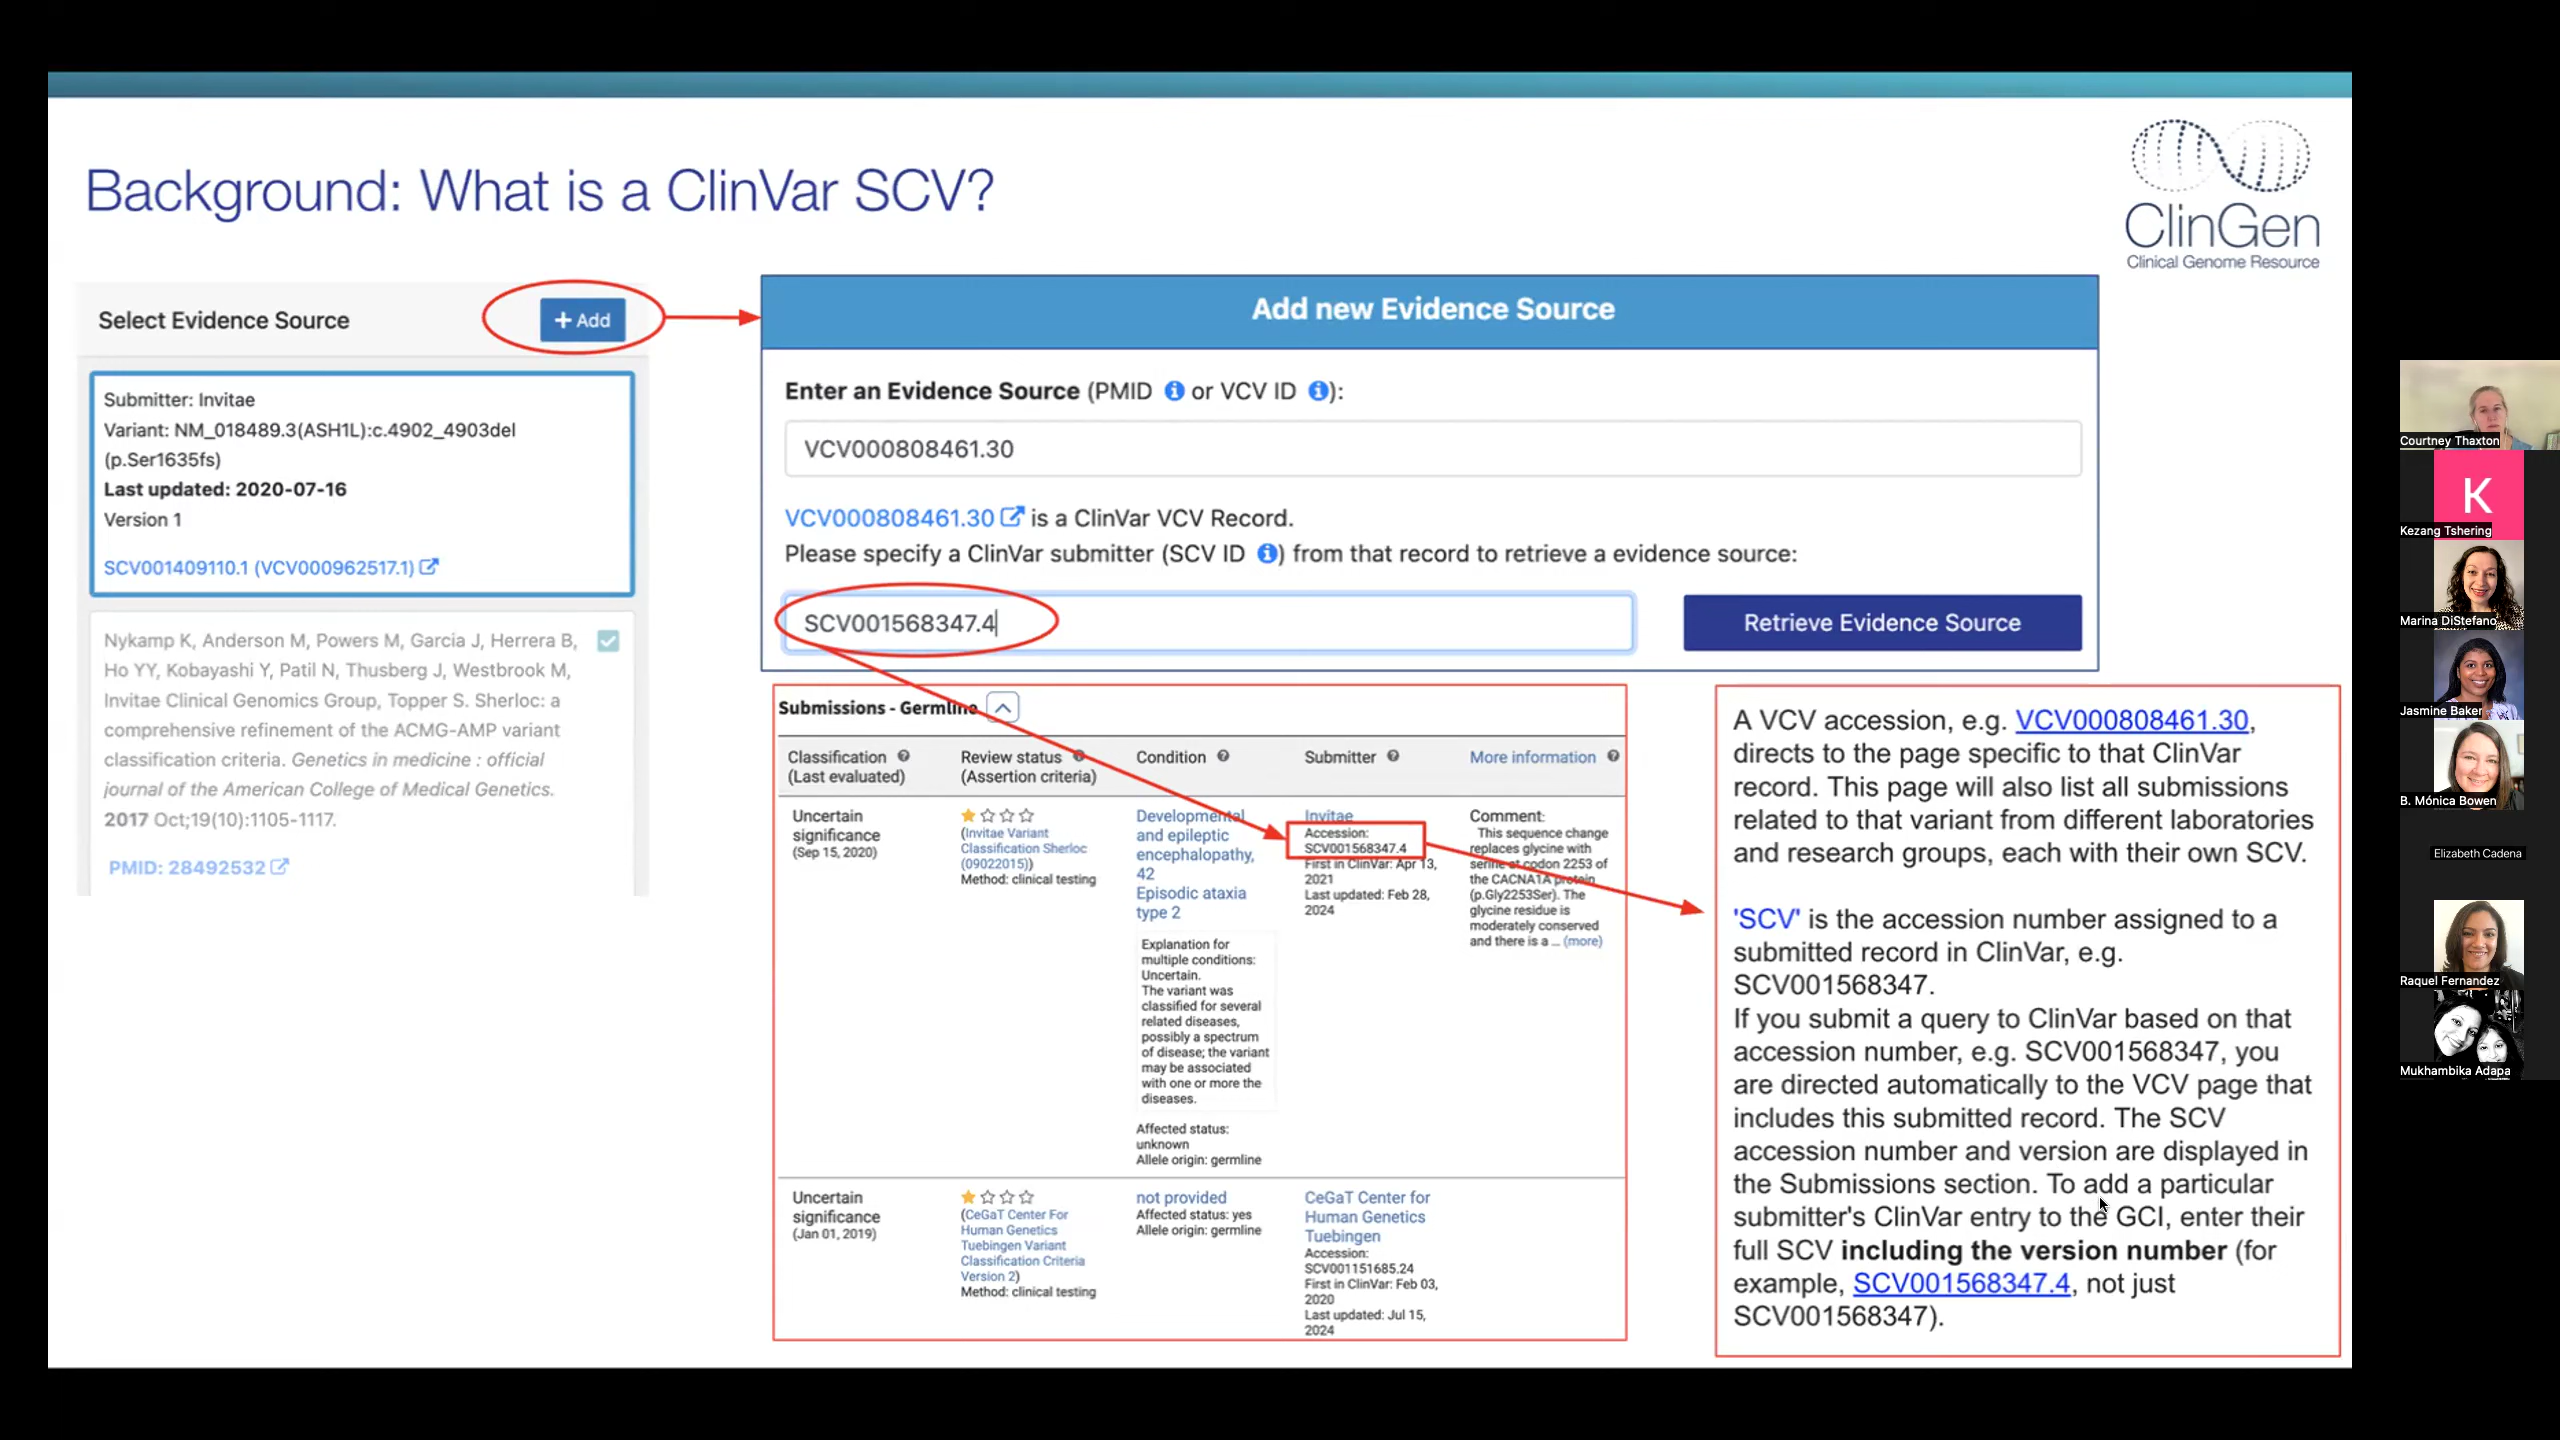 Background: What is a ClinVar SCV?
ClinGen
Clinical Genome Resource
Select Evidence Source
+ Add
Submitter: Invitae
Variant: NM_018489.3(ASH1L):c.4902_4903del
(p.Ser1635fs)
Last updated: 2020-07-16
Version 1
SCV001409110.1 (VCV000962517.1)
Nykamp K, Anderson M, Powers M, Garcia J, Herrera B,
Ho YY, Kobayashi Y, Patil N, Thusberg J, Westbrook M,
Invitae Clinical Genomics Group, Topper S. Sherloc: a
comprehensive refinement of the ACMG-AMP variant
classification criteria. Genetics in medicine : official
journal of the American College of Medical Genetics.
2017 Oct;19(10):1105-1117.
PMID: 28492532
Add new Evidence Source
Enter an Evidence Source (PMID or VCV ID ):
VCV000808461.30
VCV000808461.30 is a ClinVar VCV Record.
Please specify a ClinVar submitter (SCV ID ) from that record to retrieve a evidence source:
SCV001568347.4
Retrieve Evidence Source
Submissions - Germline
Classification
(Last evaluated)
Review status
(Assertion criteria)
Condition
Submitter
More information
Uncertain
significance
(Sep 15, 2020)
(Invitae Variant
Classification Sherloc
(09022015))
Method: clinical testing
Developmental
and epileptic
encephalopathy,
42
Episodic ataxia
type 2
Explanation for
multiple conditions:
Uncertain.
The variant was
classified for several
related diseases,
possibly a spectrum
of disease; the variant
may be associated
with one or more the
diseases.
Affected status:
unknown
Allele origin: germline
Invitae
Accession:
SCV001568347.4
First in ClinVar: Apr 13,
2021
Last updated: Feb 28,
2024
Comment:
This sequence change
replaces glycine with
serine at codon 2253 of
the CACNA1A protein
(p.Gly2253Ser). The
glycine residue is
moderately conserved
and there is a ... (more)
Uncertain
significance
(Jan 01, 2019)
(CeGaT Center For
Human Genetics
Tuebingen Variant
Classification Criteria
Version 2)
Method: clinical testing
not provided
Affected status: yes
Allele origin: germline
CeGaT Center for
Human Genetics
Tuebingen
Accession:
SCV001151685.24
First in ClinVar: Feb 03,
2020
Last updated: Jul 15,
2024
A VCV accession, e.g. VCV000808461.30,
directs to the page specific to that ClinVar
record. This page will also list all submissions
related to that variant from different laboratories
and research groups, each with their own SCV.
'SCV' is the accession number assigned to a
submitted record in ClinVar, e.g.
SCV001568347.
If you submit a query to ClinVar based on that
accession number, e.g. SCV001568347, you
are directed automatically to the VCV page that
includes this submitted record. The SCV
accession number and version are displayed in
the Submissions section. To add a particular
submitter's ClinVar entry to the GCI, enter their
full SCV including the version number (for
example, SCV001568347.4, not just
SCV001568347).
Courtney Thaxton
K
Kezang Tshering
Marina DiStefano
Jasmine Baker
B. Mónica Bowen
Elizabeth Cadena
Raquel Fernandez
Mukhambika Adapa